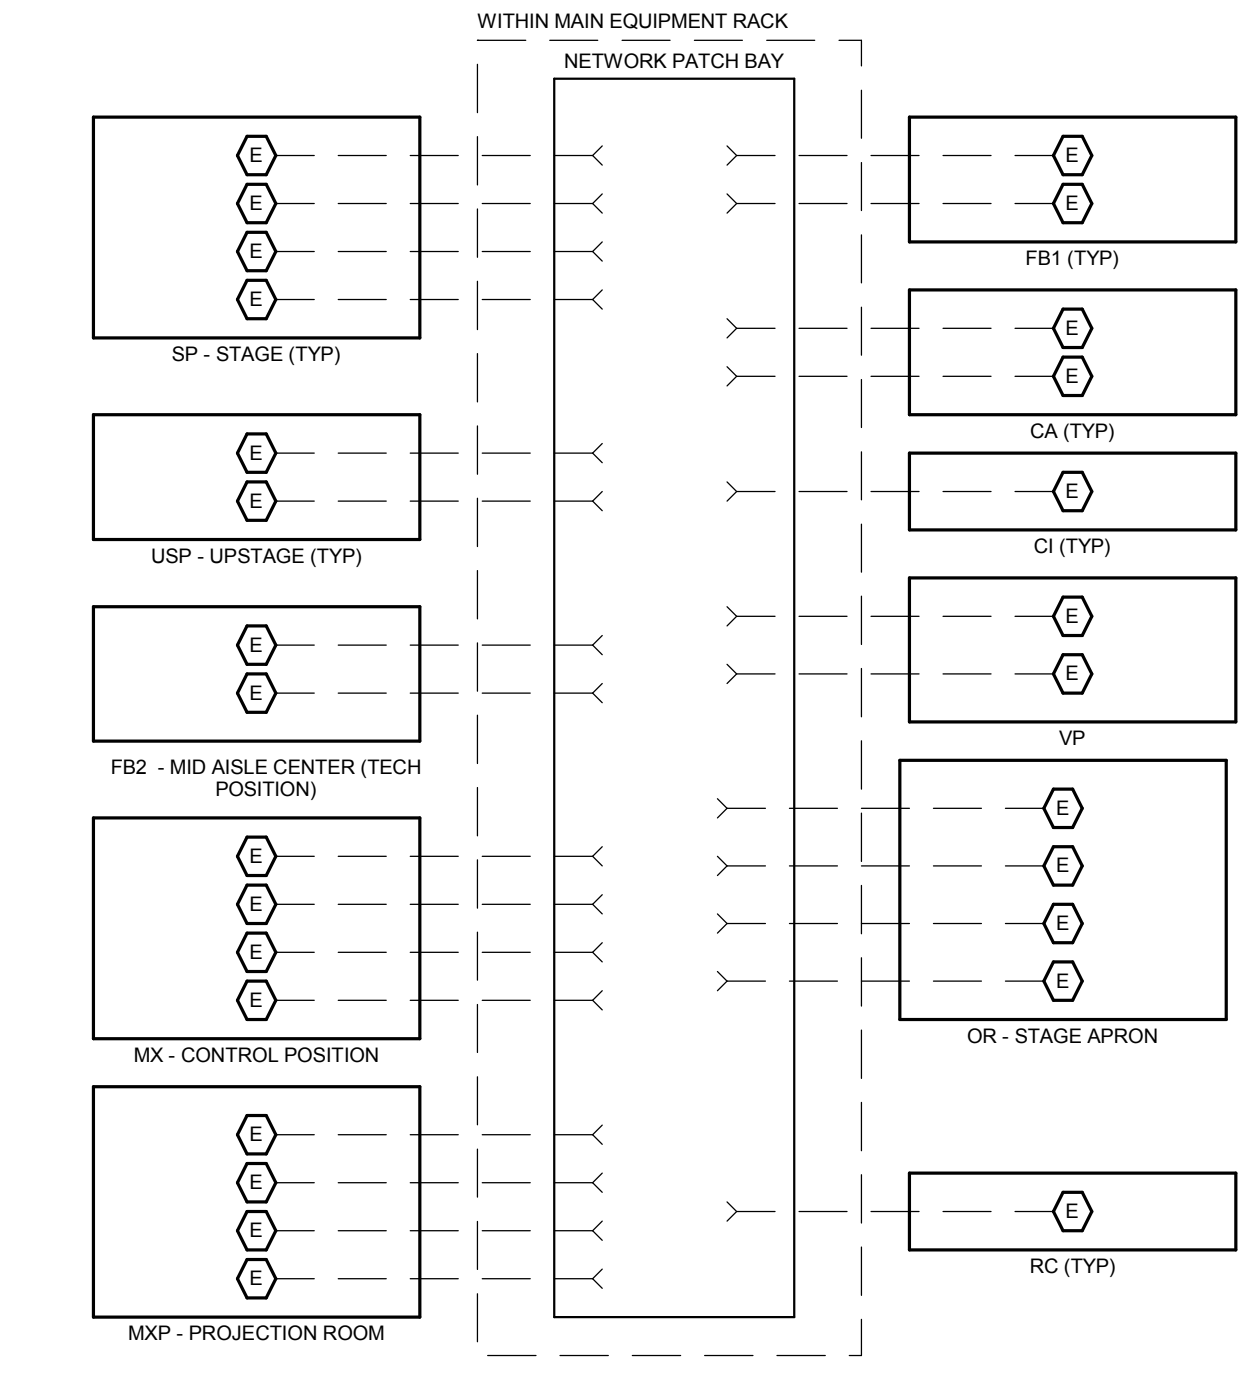 WITHIN MAIN EQUIPMENT RACK
NETWORK PATCH BAY
E
E
E
E
SP - STAGE (TYP)
E
E
USP - UPSTAGE (TYP)
E
E
FB2 - MID AISLE CENTER (TECH
POSITION)
E
E
E
E
MX - CONTROL POSITION
E
E
E
E
MXP - PROJECTION ROOM
E
E
FB1 (TYP)
E
E
CA (TYP)
E
CI (TYP)
E
E
VP
E
E
E
E
OR - STAGE APRON
E
RC (TYP)